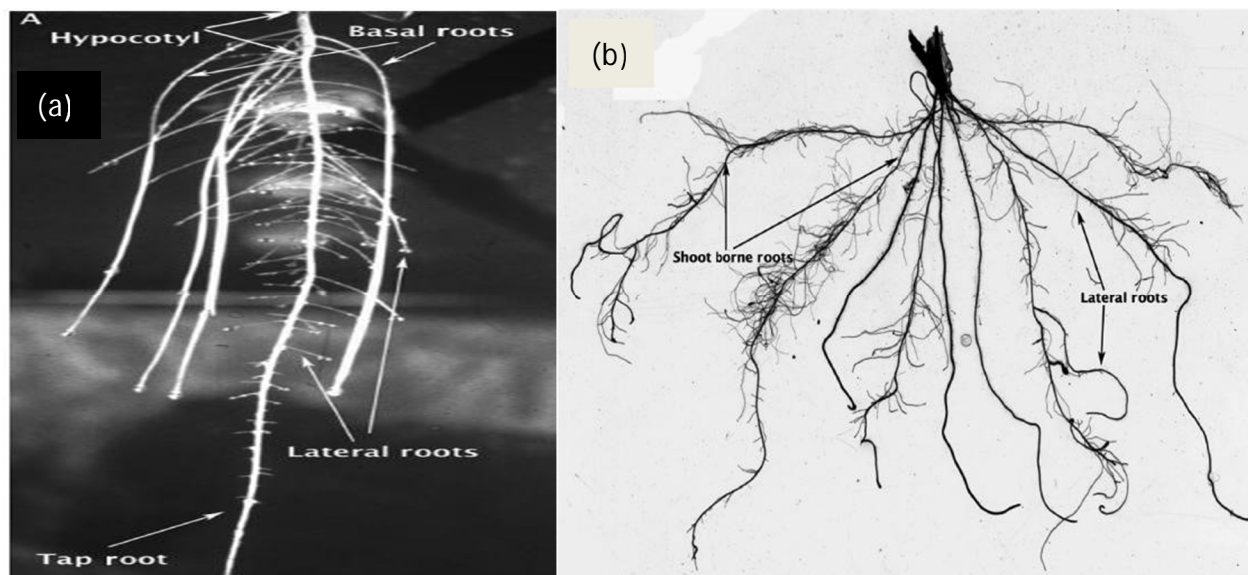 A
Hypocotyl
Basal roots
(a)
Lateral roots
Tap root
(b)
Shoot borne roots
Lateral roots